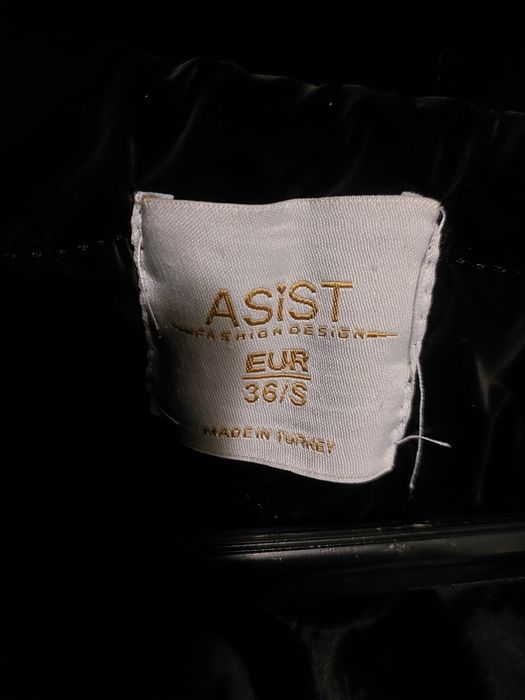 ASiST
FASHION DESIGN
EUR
36/S
MADE IN TURKEY